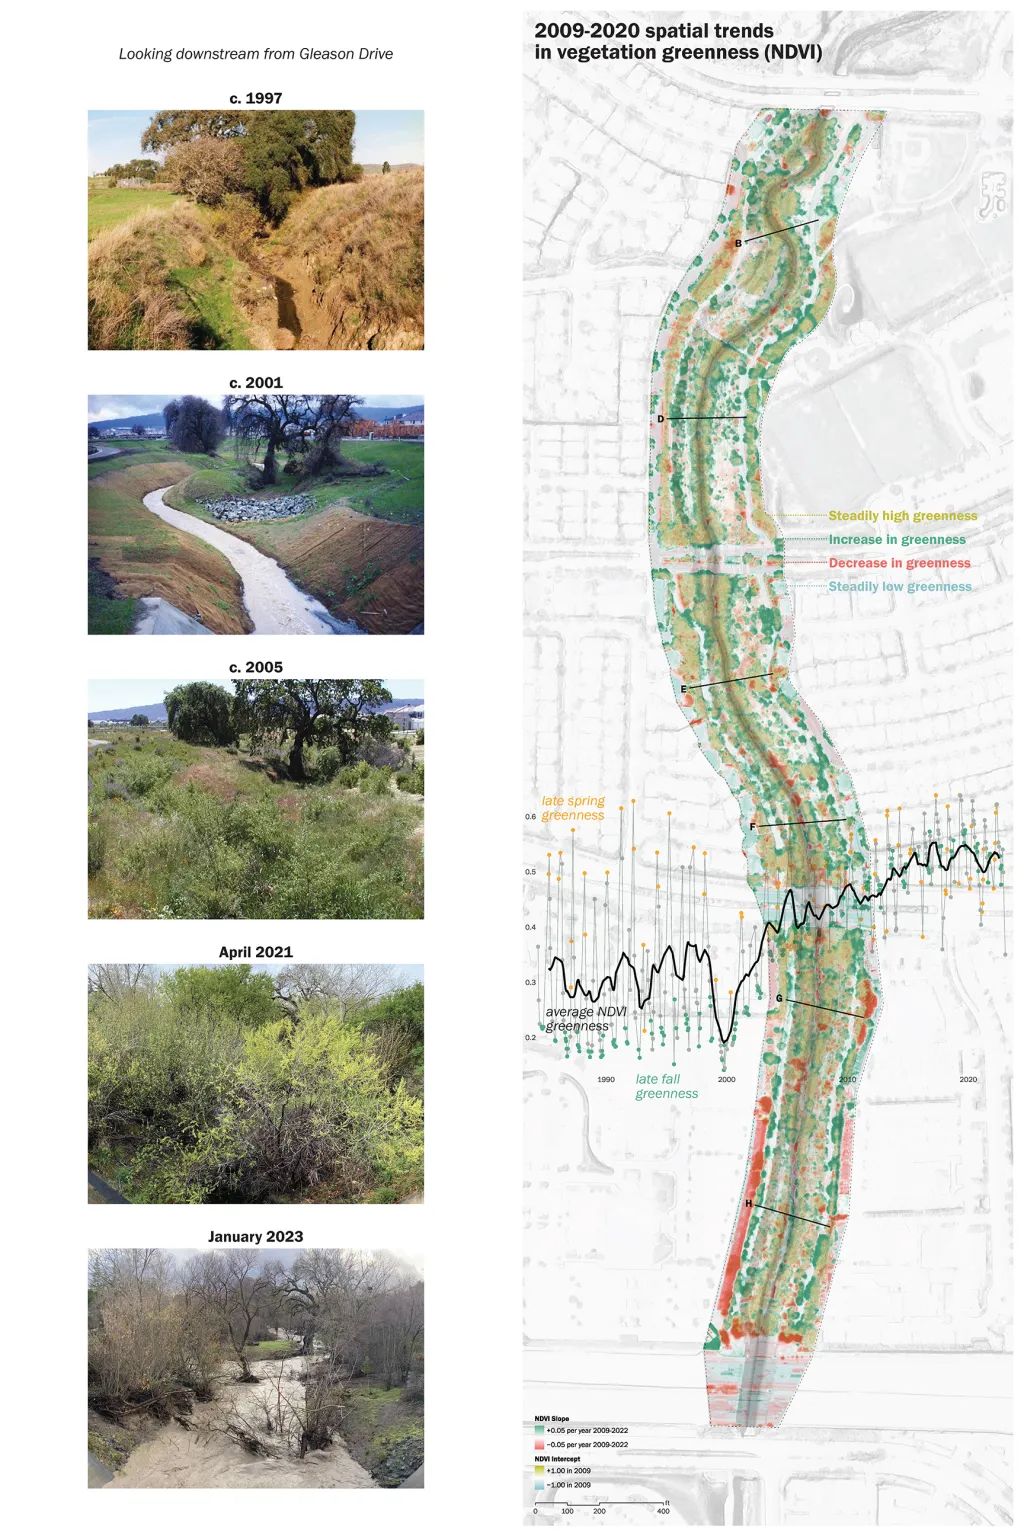 Looking downstream from Gleason Drive
c. 1997
c. 2001
c. 2005
April 2021
January 2023
2009-2020 spatial trends
in vegetation greenness (NDVI)
B
D
Steadily high greenness
Increase in greenness
Decrease in greenness
Steadily low greenness
E
late spring
greenness
0.6
F
0.5
0.4
0.3
G
average NDVI
greenness
0.2
1990
2000
2010
2020
late fall
greenness
H
NDVI Slope
+0.05 per year 2009-2022
−0.05 per year 2009-2022
NDVI Intercept
+1.00 in 2009
−1.00 in 2009
ft
0 100 200 400